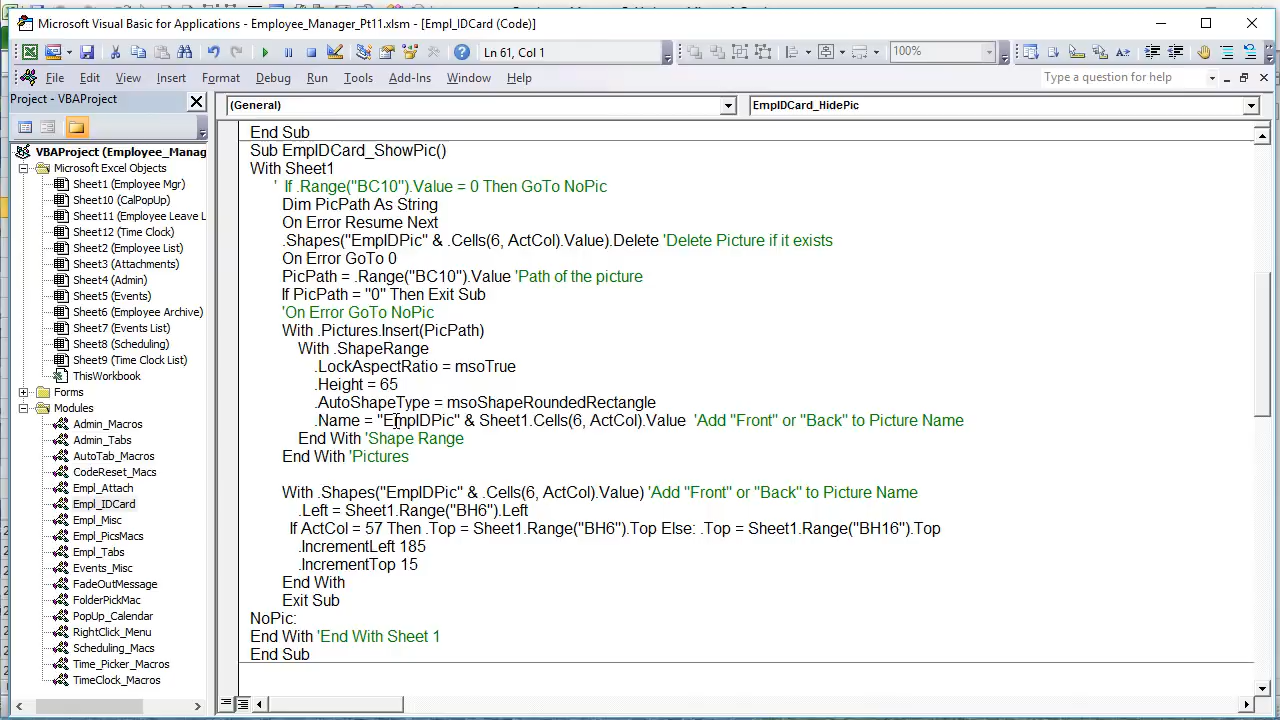 Microsoft Visual Basic for Applications - Employee_Manager_Pt11.xlsm - [Empl_IDCard (Code)]
Ln 61, Col 1
100%
File Edit View Insert Format Debug Run Tools Add-Ins Window Help
Type a question for help
Project - VBAProject
(General)
EmpIDCard_HidePic
VBAProject (Employee_Manag
Microsoft Excel Objects
Sheet1 (Employee Mgr)
Sheet10 (CalPopUp)
Sheet11 (Employee Leave L
Sheet12 (Time Clock)
Sheet2 (Employee List)
Sheet3 (Attachments)
Sheet4 (Admin)
Sheet5 (Events)
Sheet6 (Employee Archive)
Sheet7 (Events List)
Sheet8 (Scheduling)
Sheet9 (Time Clock List)
ThisWorkbook
Forms
Modules
Admin_Macros
Admin_Tabs
AutoTab_Macros
CodeReset_Macs
Empl_Attach
Empl_IDCard
Empl_Misc
Empl_PicsMacs
Empl_Tabs
Events_Misc
FadeOutMessage
FolderPickMac
PopUp_Calendar
RightClick_Menu
Scheduling_Macs
Time_Picker_Macros
TimeClock_Macros
End Sub
Sub EmpIDCard_ShowPic()
With Sheet1
' If .Range("BC10").Value = 0 Then GoTo NoPic
Dim PicPath As String
On Error Resume Next
.Shapes("EmpIDPic" & .Cells(6, ActCol).Value).Delete 'Delete Picture if it exists
On Error GoTo 0
PicPath = .Range("BC10").Value 'Path of the picture
If PicPath = "0" Then Exit Sub
'On Error GoTo NoPic
With .Pictures.Insert(PicPath)
With .ShapeRange
.LockAspectRatio = msoTrue
.Height = 65
.AutoShapeType = msoShapeRoundedRectangle
.Name = "EmpIDPic" & Sheet1.Cells(6, ActCol).Value 'Add "Front" or "Back" to Picture Name
End With 'Shape Range
End With 'Pictures
With .Shapes("EmpIDPic" & .Cells(6, ActCol).Value) 'Add "Front" or "Back" to Picture Name
.Left = Sheet1.Range("BH6").Left
If ActCol = 57 Then .Top = Sheet1.Range("BH6").Top Else: .Top = Sheet1.Range("BH16").Top
.IncrementLeft 185
.IncrementTop 15
End With
Exit Sub
NoPic:
End With 'End With Sheet 1
End Sub